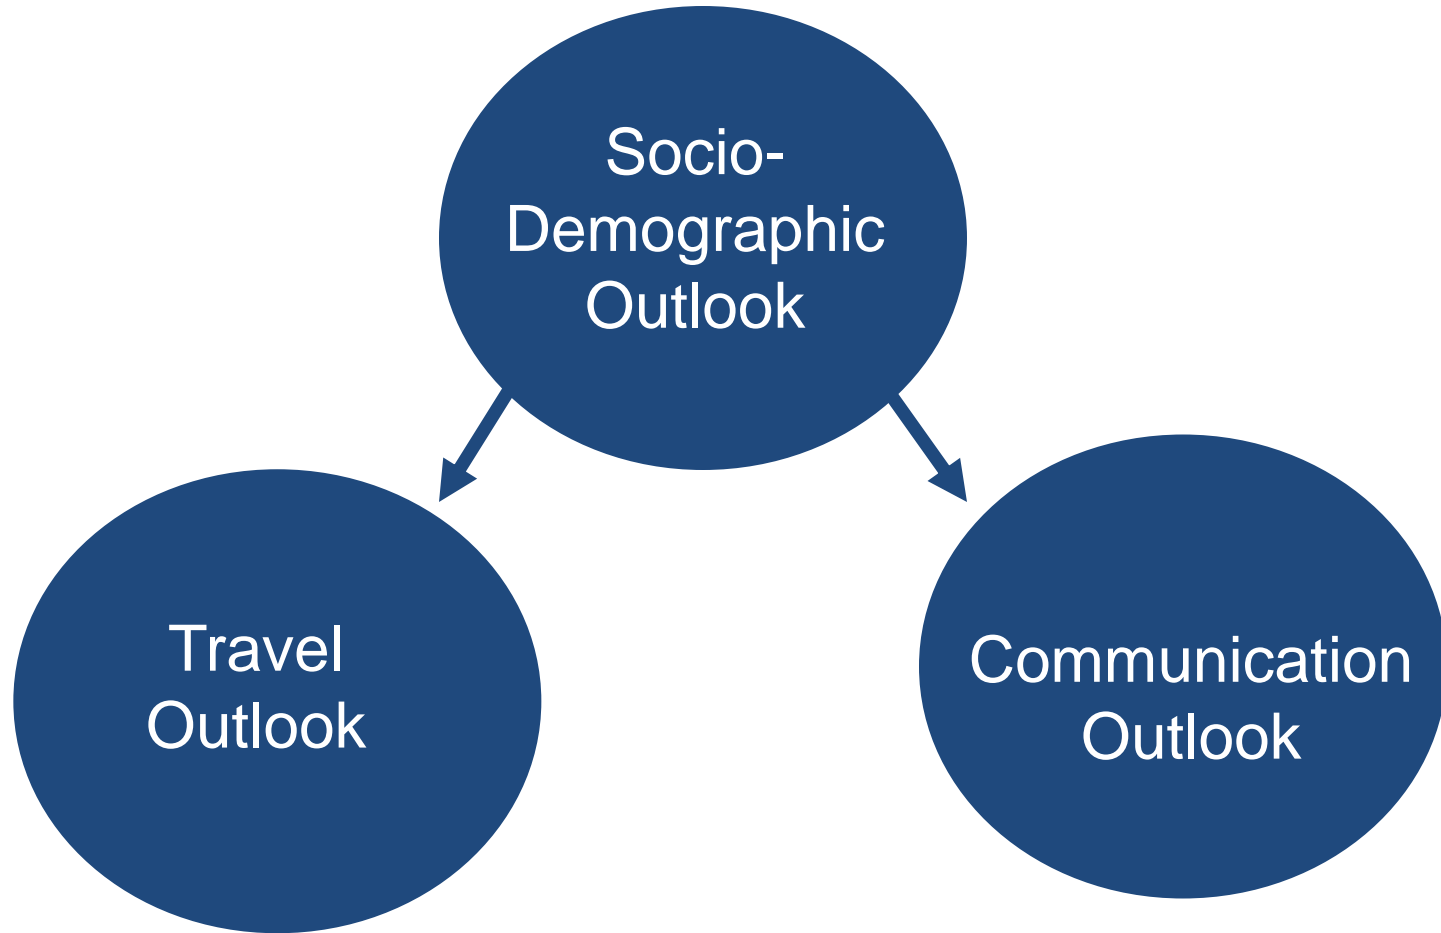 Socio-
Demographic
Outlook
Travel
Outlook
Communication
Outlook